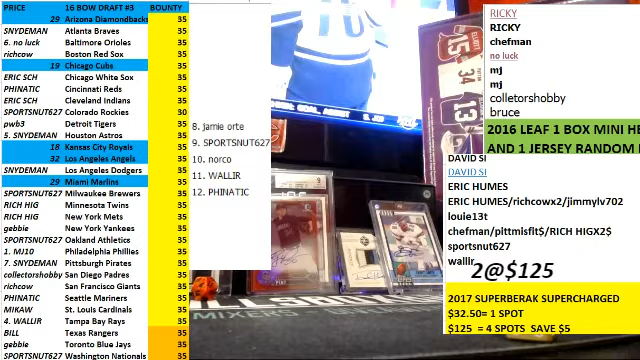 PRICE 16 BOW DRAFT #3 BOUNTY
29 Arizona Diamondbacks 35
SNYDEMAN Atlanta Braves 35
6. no luck Baltimore Orioles 35
richcow Boston Red Sox 35
19 Chicago Cubs 35
ERIC SCH Chicago White Sox 35
PHINATIC Cincinnati Reds 35
ERIC SCH Cleveland Indians 35
SPORTSNUT627 Colorado Rockies 50
pwb3 Detroit Tigers 35
5. SNYDEMAN Houston Astros 35
18 Kansas City Royals 35
32 Los Angeles Angels 35
SNYDEMAN Los Angeles Dodgers 35
29 Miami Marlins 35
SPORTSNUT627 Milwaukee Brewers 35
RICH HIG Minnesota Twins 35
RICH HIG New York Mets 35
gebbie New York Yankees 35
SPORTSNUT627 Oakland Athletics 35
1. MJ10 Philadelphia Phillies 35
7. SNYDEMAN Pittsburgh Pirates 35
collectorshobby San Diego Padres 35
richcow San Francisco Giants 35
PHINATIC Seattle Mariners 35
MIKAW St. Louis Cardinals 35
4. WALLIR Tampa Bay Rays 35
BILL Texas Rangers 35
gebbie Toronto Blue Jays 35
SPORTSNUT627 Washington Nationals 35
8. jamie orte
9. SPORTSNUT627
10. norco
11. WALLIR
12. PHINATIC
15
34
13
RICKY
RICKY
chefman
no luck
mj
mj
colletorshobby
bruce
2016 LEAF 1 BOX MINI HE
AND 1 JERSEY RANDOM
DAVID SI
DAVID SI
ERIC HUMES
ERIC HUMES/richcowx2/jimmylv702
louie13t
chefman/pittmlsflt$/RICH HIGX2$
sportsnut627
wallir
2@$125
2017 SUPERBERAK SUPERCHARGED
$32.50= 1 SPOT
$125 = 4 SPOTS SAVE $5